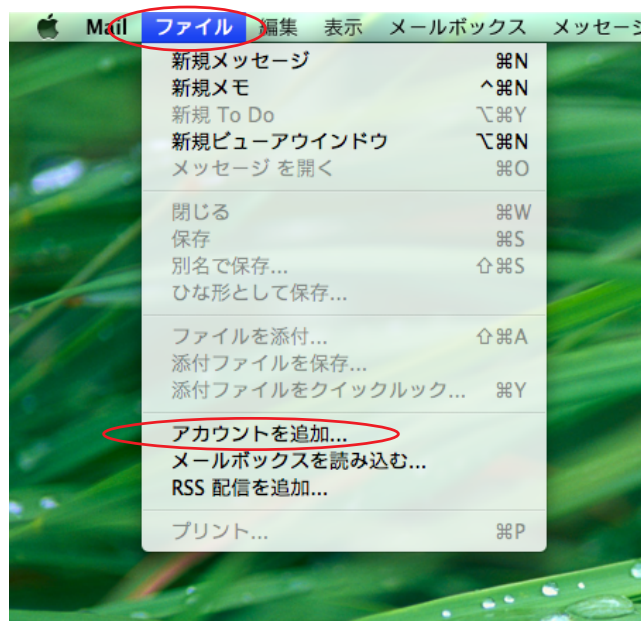 Mail ファイル 編集 表示 メールボックス メッセージ
新規メッセージ ⌘N
新規メモ ^⌘N
新規 To Do ⌥⌘Y
新規ビューアウインドウ ⌥⌘N
メッセージ を開く ⌘O
閉じる ⌘W
保存 ⌘S
別名で保存... ⇧⌘S
ひな形として保存...
ファイルを添付... ⇧⌘A
添付ファイルを保存...
添付ファイルをクイックルック... ⌘Y
アカウントを追加...
メールボックスを読み込む...
RSS 配信を追加...
プリント... ⌘P